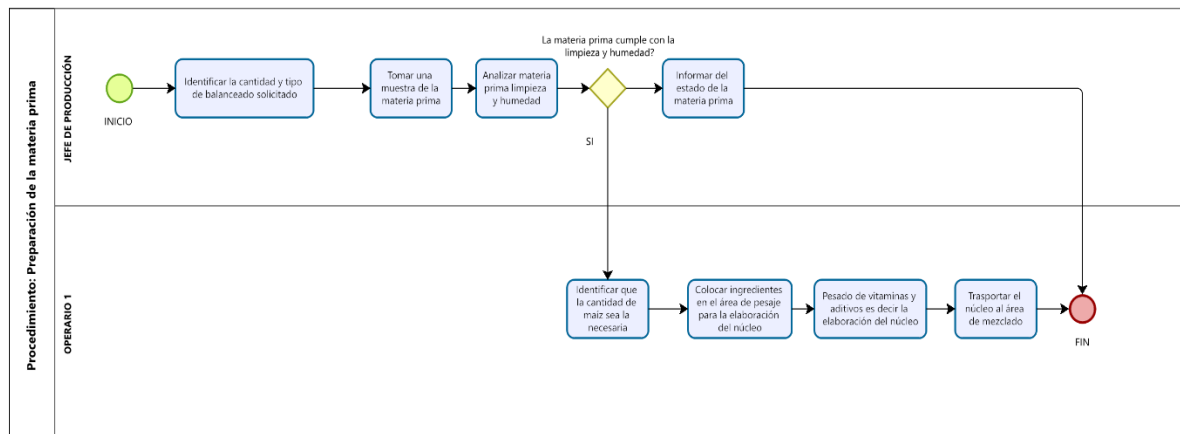 Procedimiento: Preparación de la materia prima
JEFE DE PRODUCCIÓN
INICIO
Identificar la cantidad y tipo
de balanceado solicitado
Tomar una
muestra de la
materia prima
Analizar materia
prima limpieza
y humedad
La materia prima cumple con la
limpieza y humedad?
SI
Informar del
estado de la
materia prima
OPERARIO 1
Identificar que
la cantidad de
maíz sea la
necesaria
Colocar ingredientes
en el área de pesaje
para la elaboración
del núcleo
Pesado de vitaminas y
aditivos es decir la
elaboración del núcleo
Trasportar el
núcleo al área
de mezclado
FIN